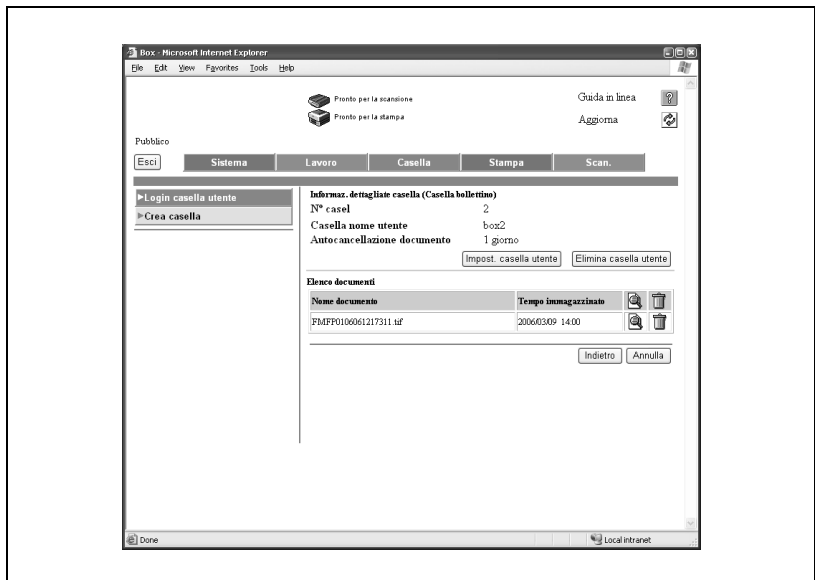 Box - Microsoft Internet Explorer
File Edit View Favorites Tools Help
Pronto per la scansione
Guida in linea ?
Pronto per la stampa
Aggiorna
Pubblico
Esci Sistema Lavoro Casella Stampa Scan.
Login casella utente
Crea casella
Informaz. dettagliate casella (Casella bollettino)
N° casel 2
Casella nome utente box2
Autocancellazione documento 1 giorno
Impost. casella utente Elimina casella utente
Elenco documenti
Nome documento Tempo immagazzinato
FMFP0106061217311.tif 2006/03/09 14:00
Indietro Annulla
Done Local intranet